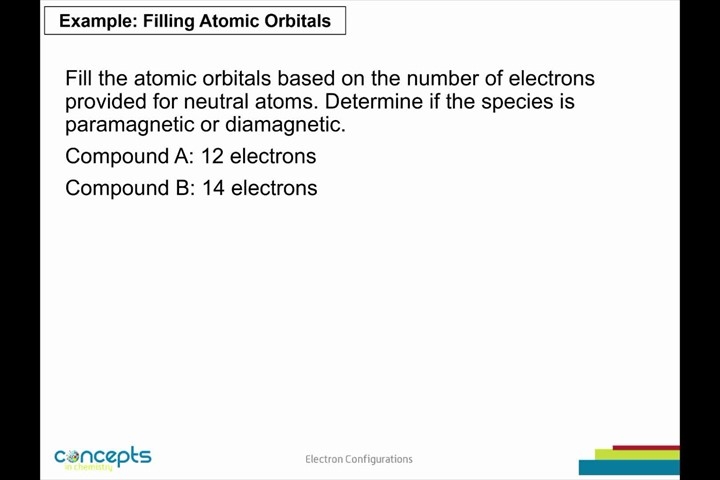 Example: Filling Atomic Orbitals
Fill the atomic orbitals based on the number of electrons
provided for neutral atoms. Determine if the species is
paramagnetic or diamagnetic.
Compound A: 12 electrons
Compound B: 14 electrons
concepts
in chemistry
Electron Configurations